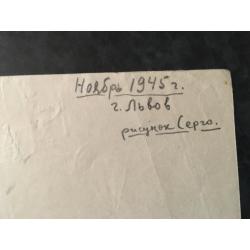 Ноябрь 1945 г.
г. Львов
рисунок Серго.